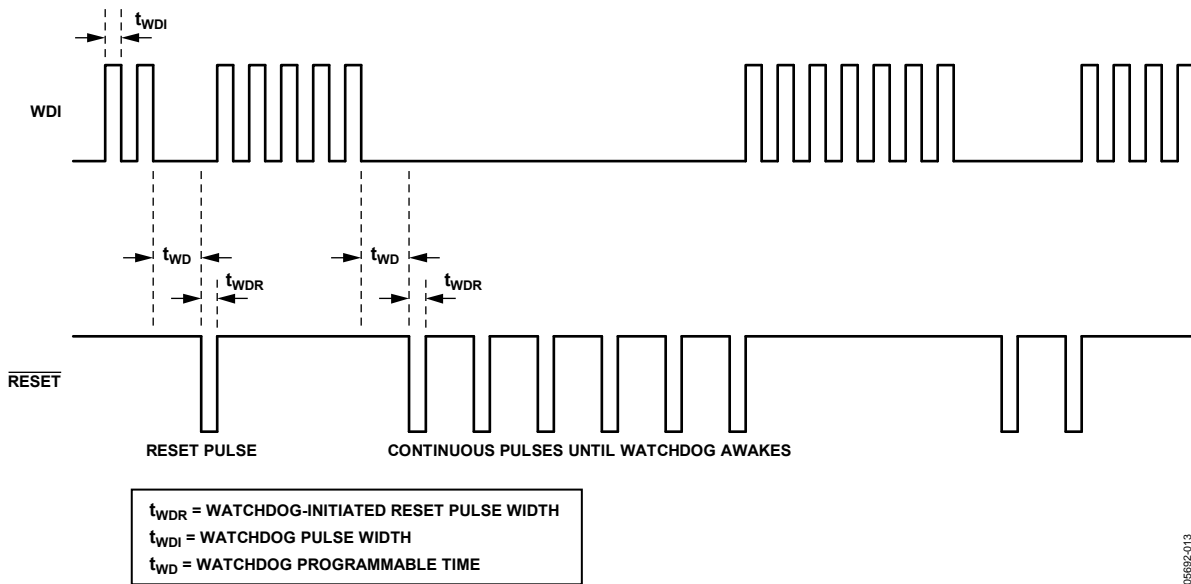 tWDI
WDI
tWD
tWDR
tWD
tWDR
RESET
RESET PULSE
CONTINUOUS PULSES UNTIL WATCHDOG AWAKES
tWDR = WATCHDOG-INITIATED RESET PULSE WIDTH
tWDI = WATCHDOG PULSE WIDTH
tWD = WATCHDOG PROGRAMMABLE TIME
05692-013